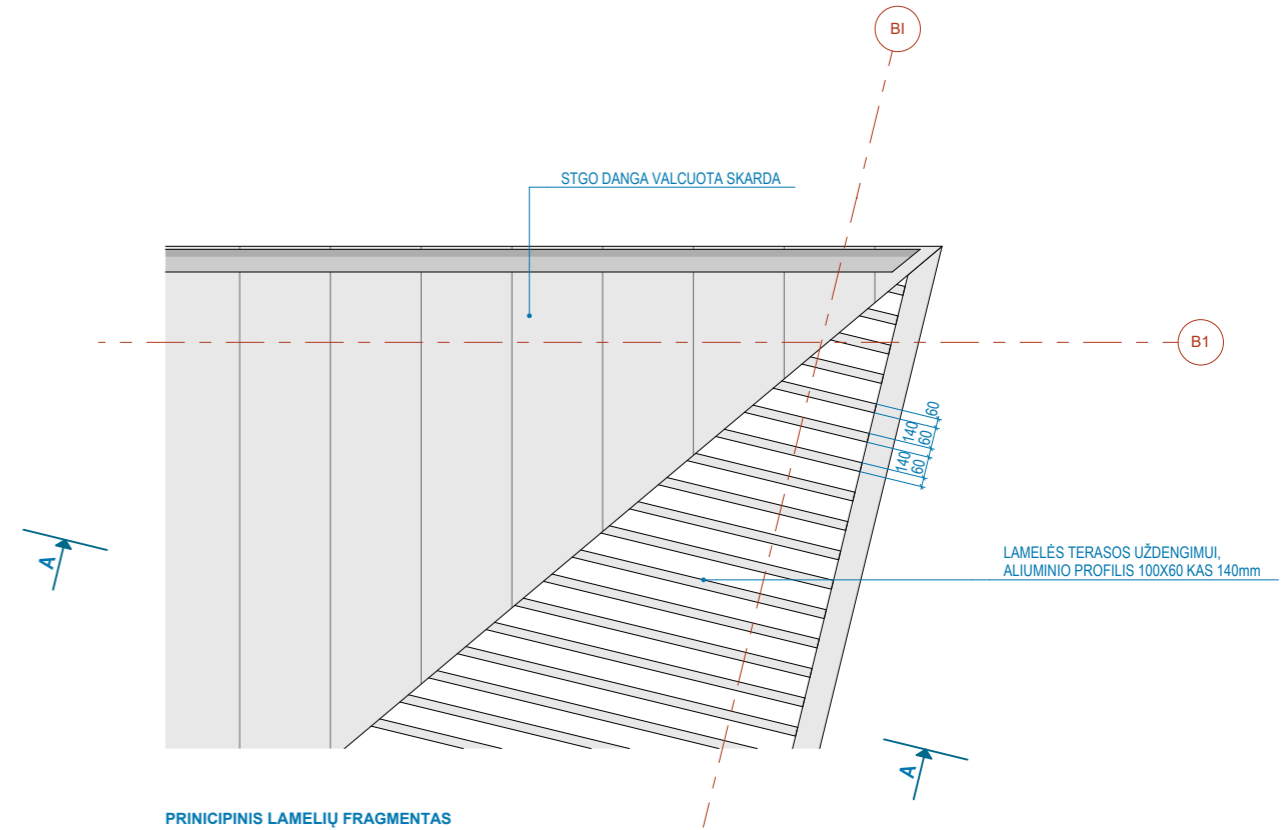 BI
STGO DANGA VALCUOTA SKARDA
B1
60
140
60
140
60
LAMELĖS TERASOS UŽDENGIMUI,
ALIUMINIO PROFILIS 100X60 KAS 140mm
A
A
PRINICIPINIS LAMELIŲ FRAGMENTAS